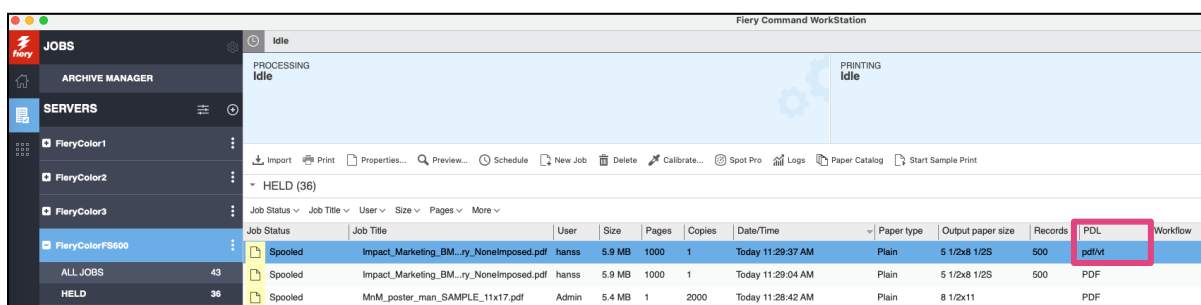 Fiery Command WorkStation
fiery
JOBS
Idle
ARCHIVE MANAGER
PROCESSING
Idle
PRINTING
Idle
SERVERS
FieryColor1
FieryColor2
FieryColor3
FieryColorFS600
ALL JOBS 43
HELD 36
Import Print Properties... Preview... Schedule New Job Delete Calibrate... Spot Pro Logs Paper Catalog Start Sample Print
HELD (36)
Job Status Job Title User Size Pages More
Job Status Job Title User Size Pages Copies Date/Time Paper type Output paper size Records PDL Workflow
Spooled Impact_Marketing_BM...ry_NoneImposed.pdf hanss 5.9 MB 1000 1 Today 11:29:37 AM Plain 5 1/2x8 1/2S 500 pdf/vt
Spooled Impact_Marketing_BM...ry_NoneImposed.pdf hanss 5.9 MB 1000 1 Today 11:29:04 AM Plain 5 1/2x8 1/2S 500 PDF
Spooled MnM_poster_man_SAMPLE_11x17.pdf Admin 5.4 MB 1 2000 Today 11:28:42 AM Plain 8 1/2x11 PDF